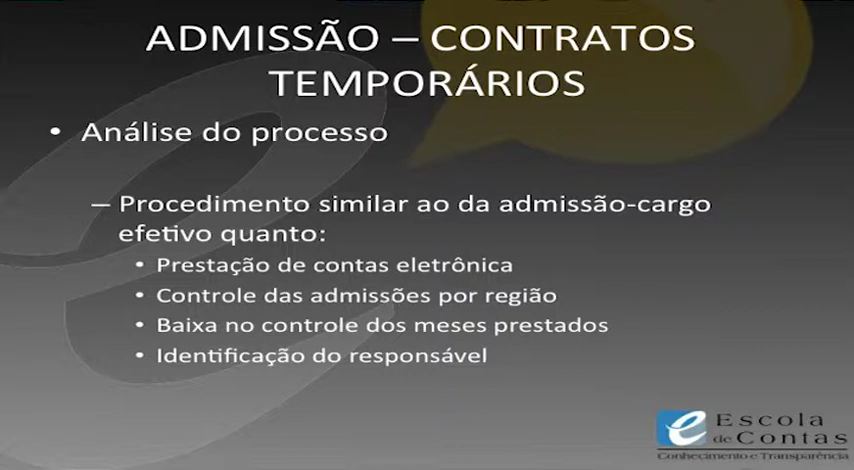 ADMISSÃO – CONTRATOS
TEMPORÁRIOS
• Análise do processo
– Procedimento similar ao da admissão-cargo
efetivo quanto:
• Prestação de contas eletrônica
• Controle das admissões por região
• Baixa no controle dos meses prestados
• Identificação do responsável
e Escola
de Contas
Conhecimento e Transparência